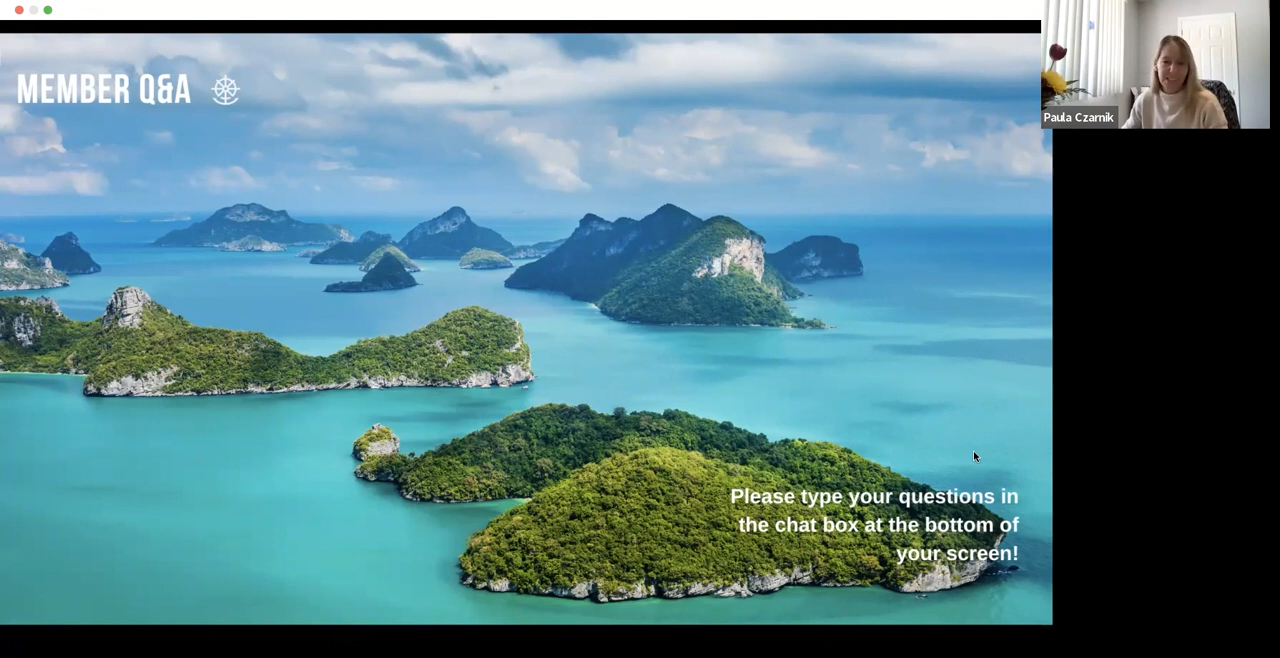 MEMBER Q&A
Paula Czarnik
Please type your questions in
the chat box at the bottom of
your screen!